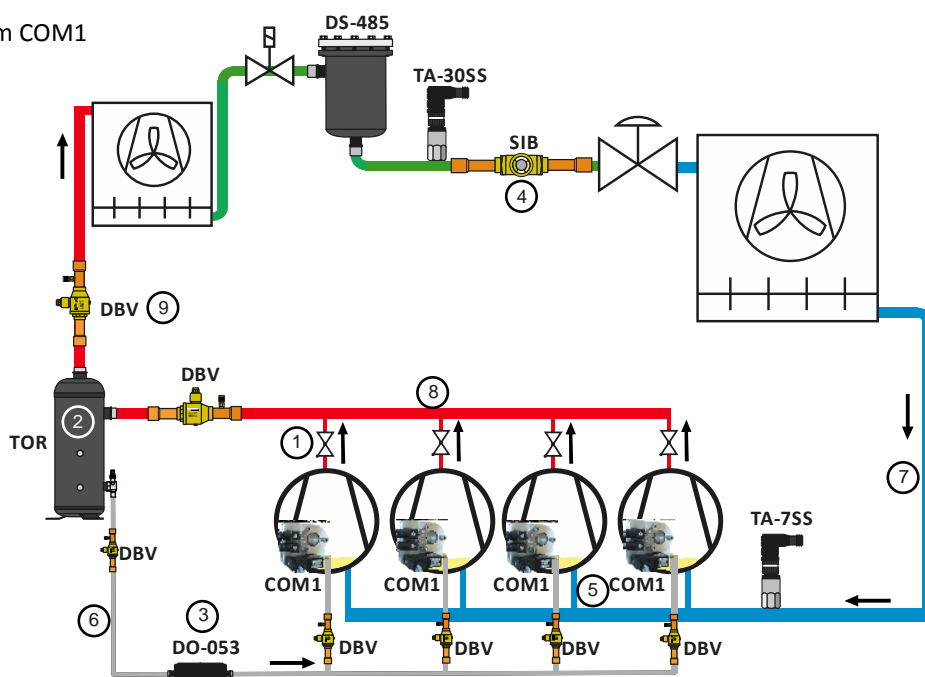 m COM1
DS-485
TA-30SS
SIB
4
DBV 9
DBV
8
2
TOR
1
7
TA-7SS
DBV
COM1 COM1 COM1 COM1
5
6
3
DO-053
DBV DBV DBV DBV